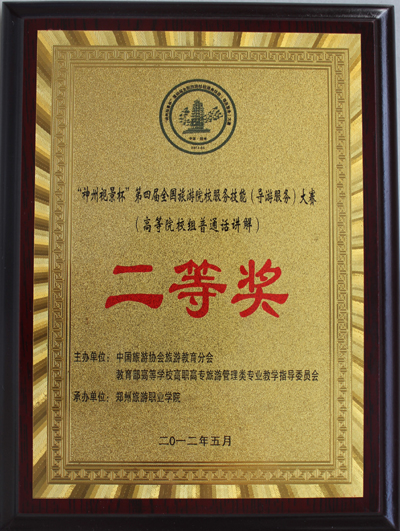 “神州视景杯”第四届全国旅游院校服务技能（导游服务）大赛
（高等院校组普通话讲解）
二等奖
主办单位：中国旅游协会旅游教育分会
教育部高等学校高职高专旅游管理类专业教学指导委员会
承办单位：郑州旅游职业学院
二〇一二年五月